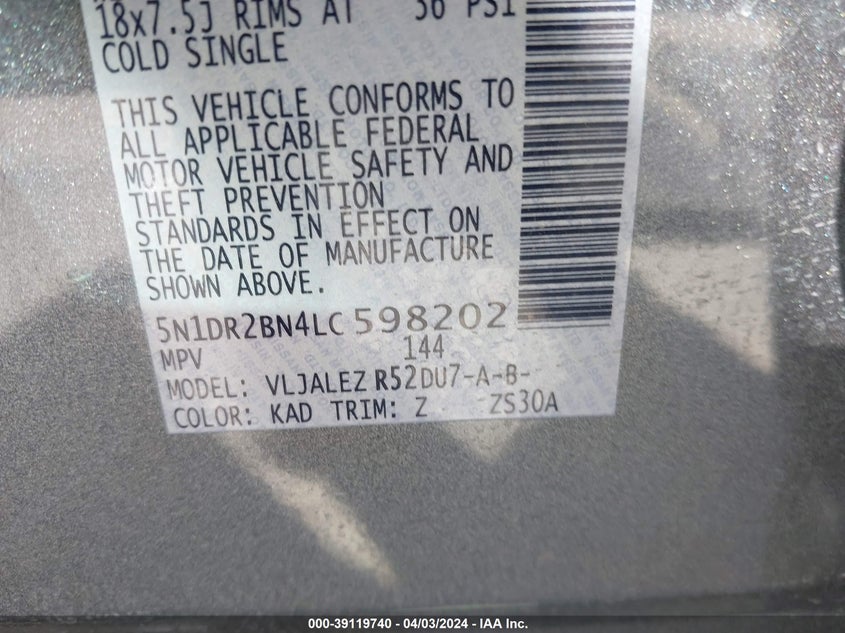 18x7.5J RIMS AT 36 PSI
COLD SINGLE
THIS VEHICLE CONFORMS TO
ALL APPLICABLE FEDERAL
MOTOR VEHICLE SAFETY AND
THEFT PREVENTION
STANDARDS IN EFFECT ON
THE DATE OF MANUFACTURE
SHOWN ABOVE.
5N1DR2BN4LC598202
MPV 144
MODEL: VLJALEZ R52DU7-A-B-
COLOR: KAD TRIM: Z ZS30A
000-39119740 - 04/03/2024 - IAA Inc.